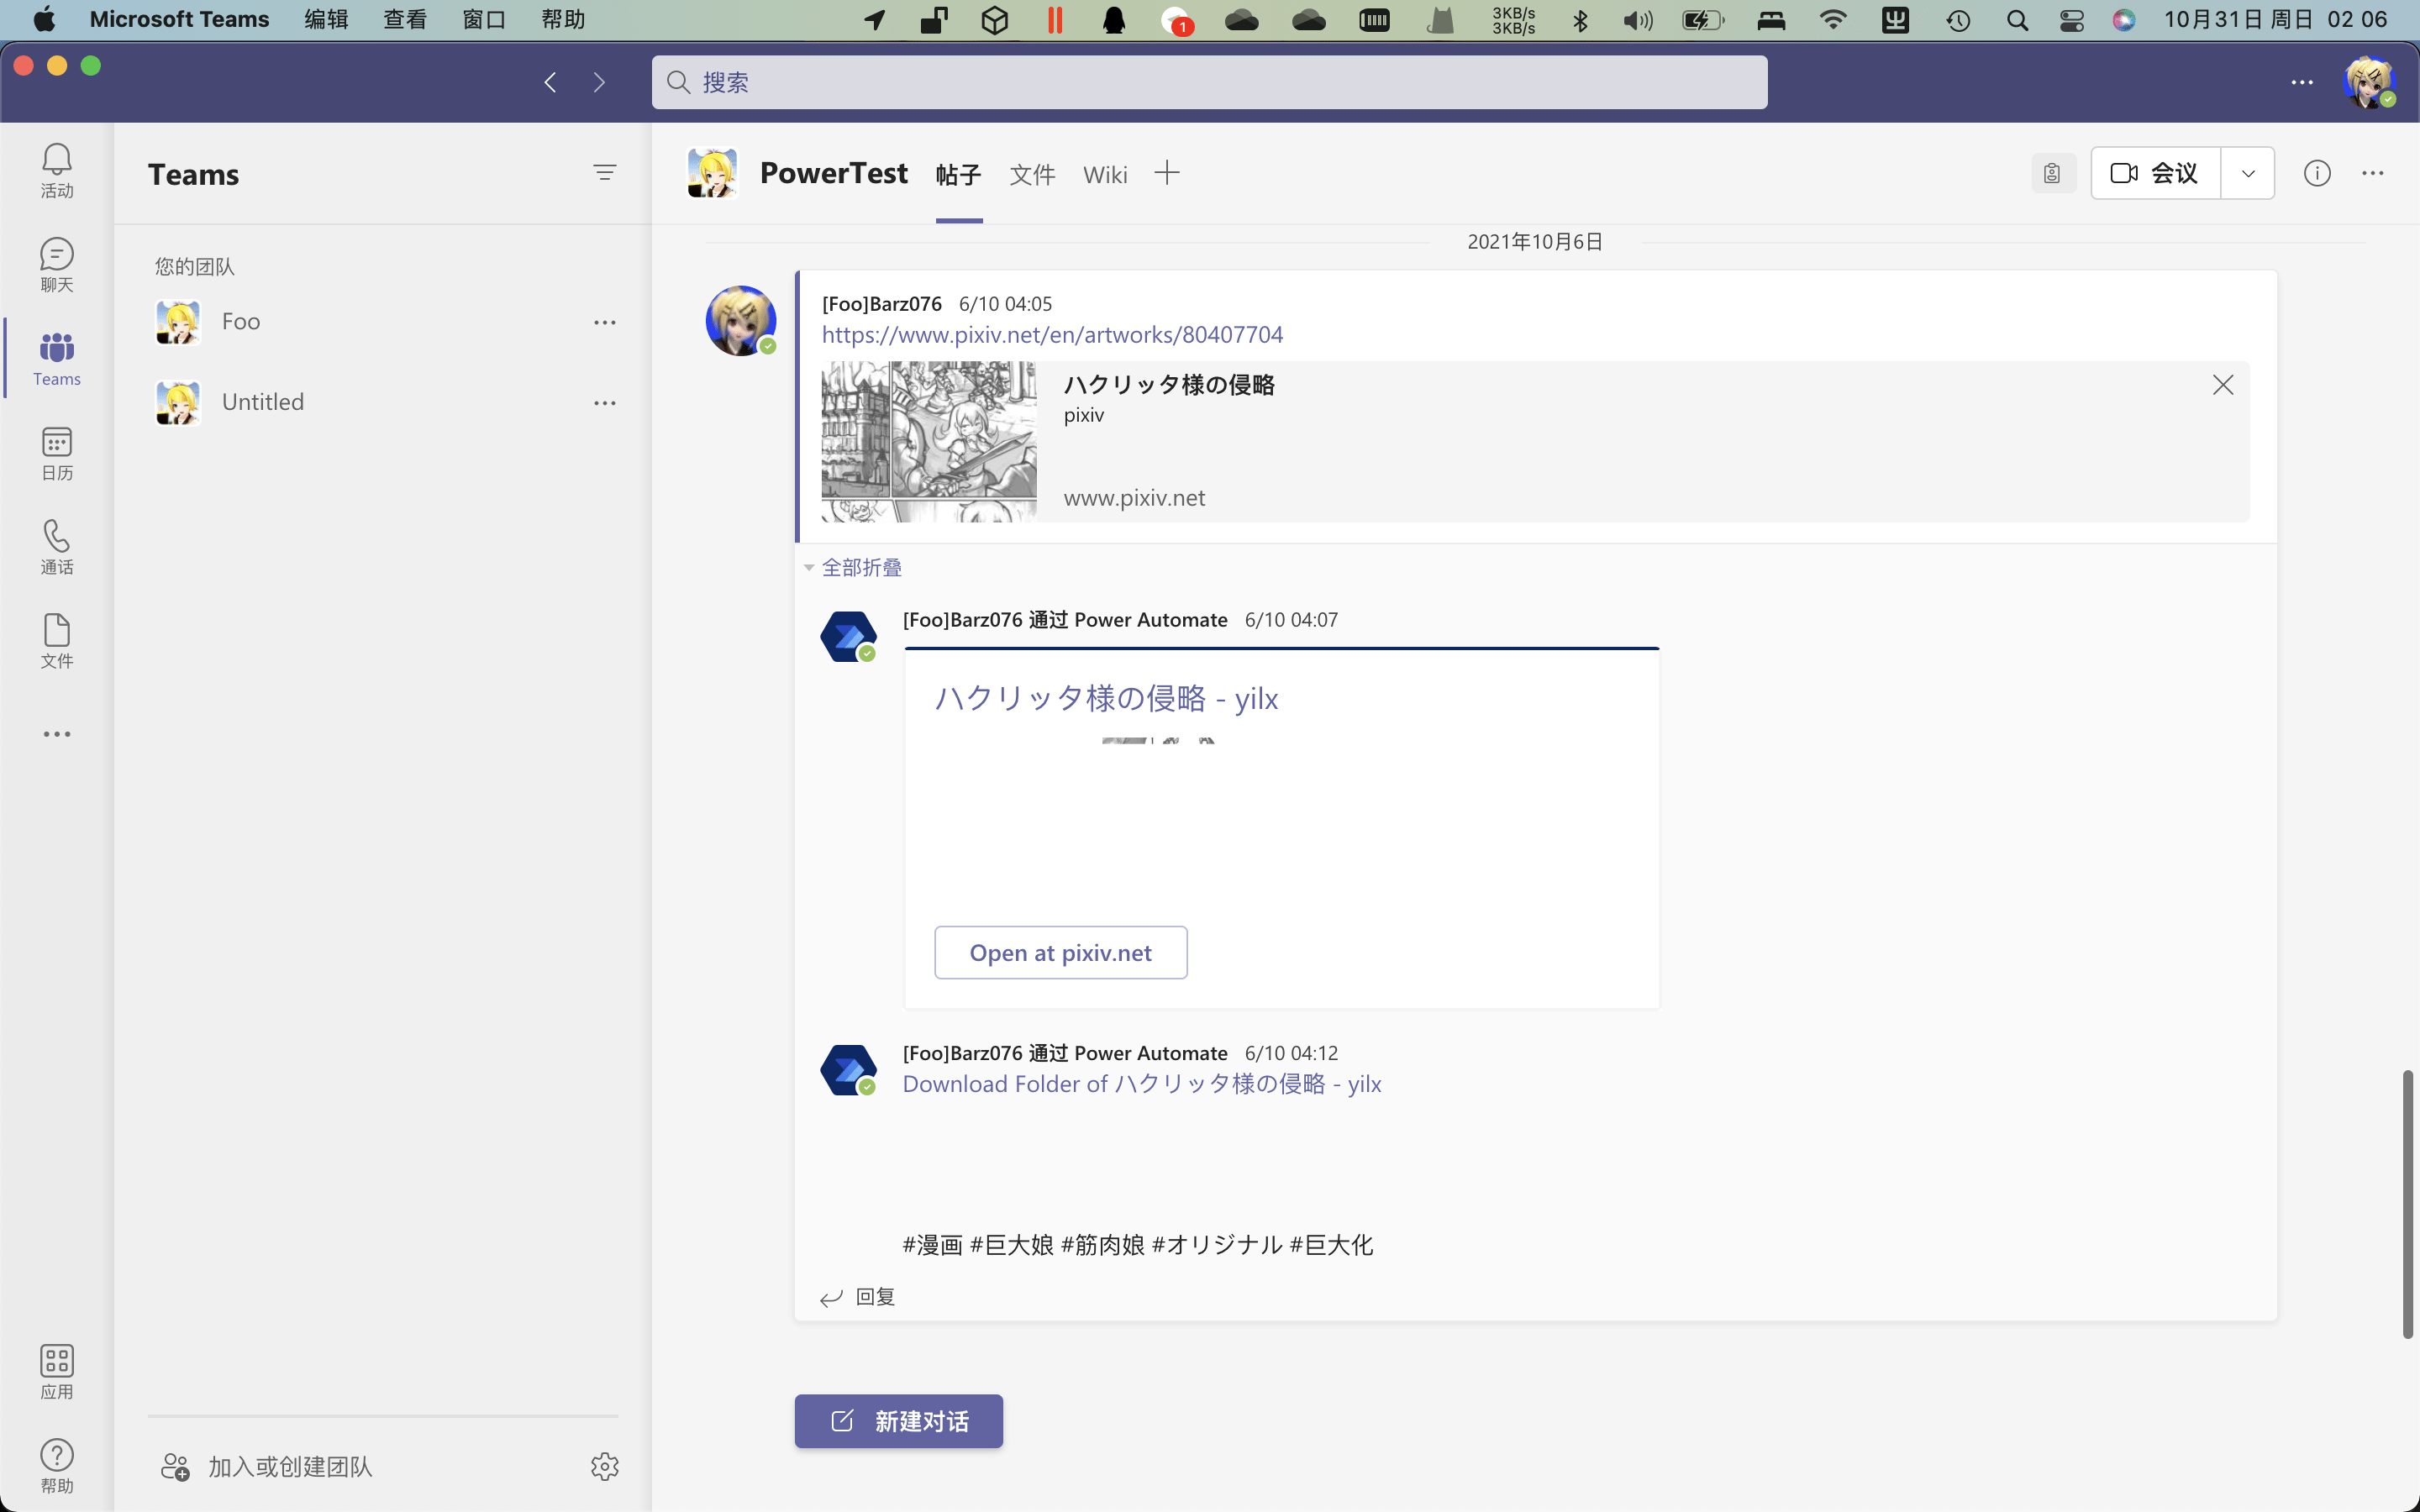 Microsoft Teams 编辑 查看 窗口 帮助 1 3KB/s 3KB/s 10月31日 周日 02 06
搜索
活动
聊天
Teams
日历
通话
文件
应用
帮助
Teams
您的团队
Foo
Untitled
加入或创建团队
PowerTest 帖子 文件 Wiki 会议
2021年10月6日
[Foo]Barz076 6/10 04:05
https://www.pixiv.net/en/artworks/80407704
ハクリッタ様の侵略
pixiv
www.pixiv.net
全部折叠
[Foo]Barz076 通过 Power Automate 6/10 04:07
ハクリッタ様の侵略 - yilx
Open at pixiv.net
[Foo]Barz076 通过 Power Automate 6/10 04:12
Download Folder of ハクリッタ様の侵略 - yilx
#漫画 #巨大娘 #筋肉娘 #オリジナル #巨大化
回复
新建对话